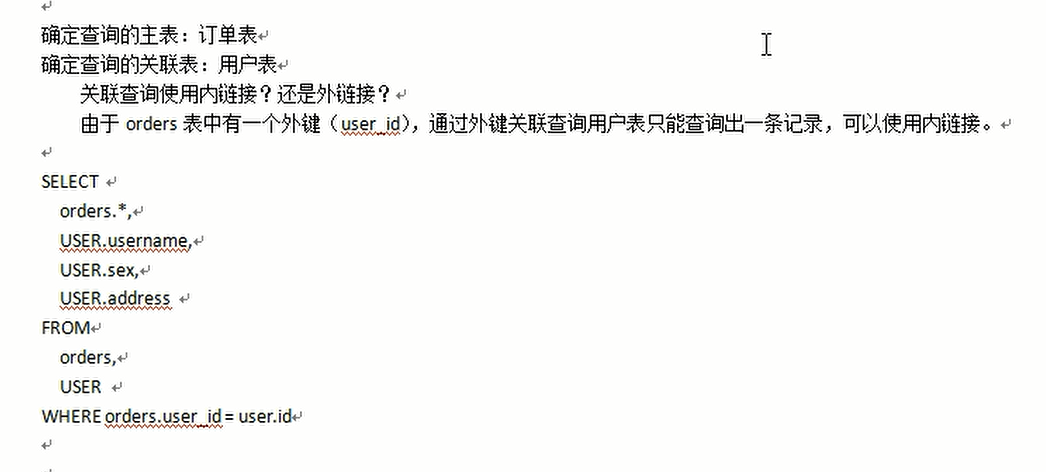 确定查询的主表：订单表
确定查询的关联表：用户表
关联查询使用内链接？还是外链接？
由于 orders 表中有一个外键（user_id），通过外键关联查询用户表只能查询出一条记录，可以使用内链接。
SELECT
orders.*,
USER.username,
USER.sex,
USER.address
FROM
orders,
USER
WHERE orders.user_id = user.id